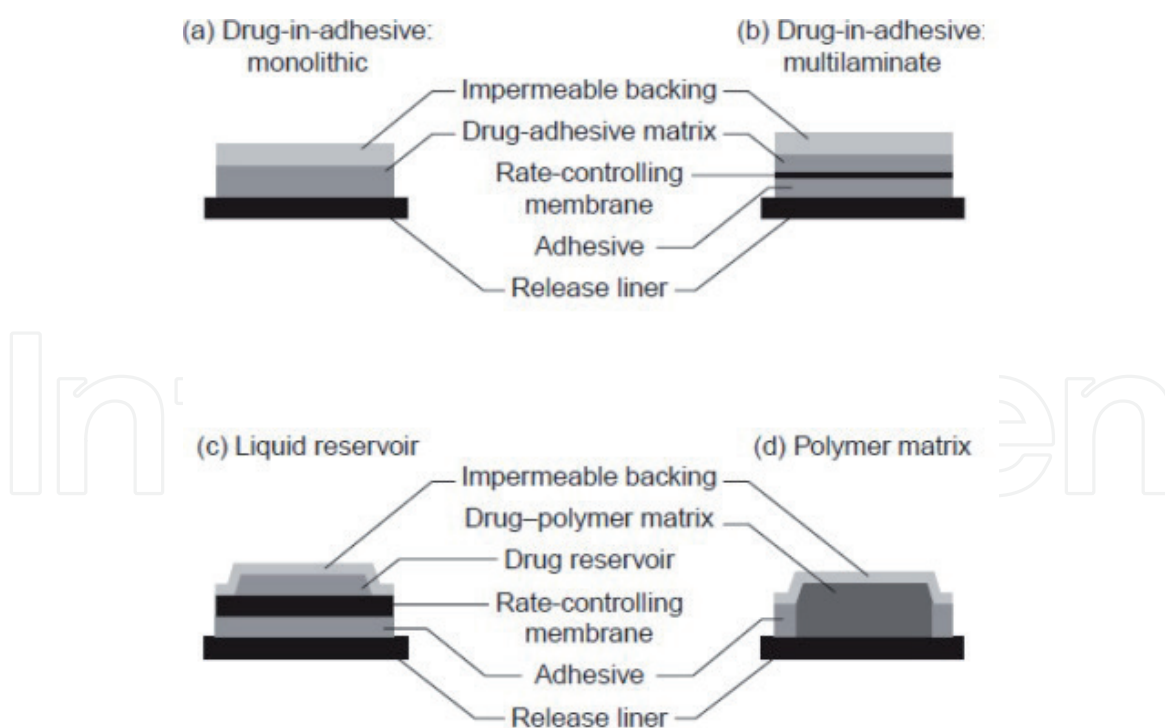 (a) Drug-in-adhesive:
monolithic
(b) Drug-in-adhesive:
multilaminate
Impermeable backing
Drug-adhesive matrix
Rate-controlling
membrane
Adhesive
Release liner
(c) Liquid reservoir
(d) Polymer matrix
Impermeable backing
Drug–polymer matrix
Drug reservoir
Rate-controlling
membrane
Adhesive
Release liner